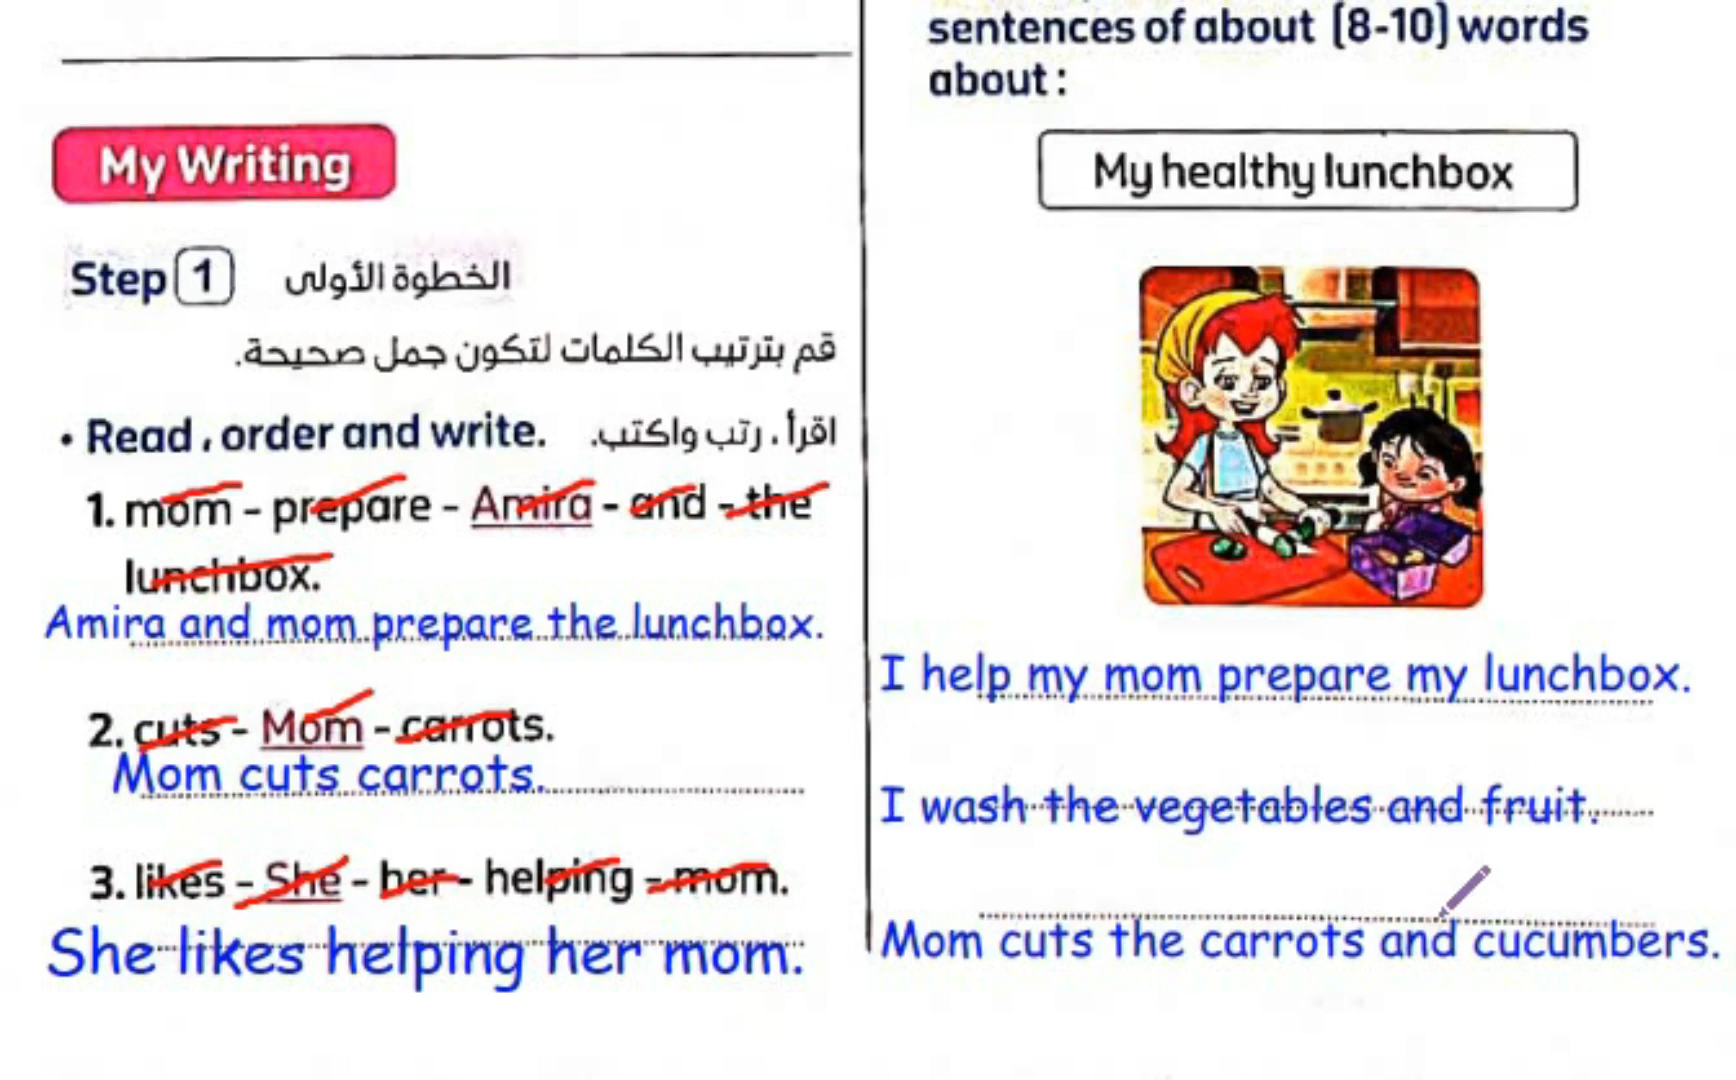 My Writing
Step 1 الخطوة الأولى
قم بترتيب الكلمات لتكون جمل صحيحة.
• Read, order and write. اقرأ، رتب واكتب.
1. mom - prepare - Amira - and - the
lunchbox.
Amira and mom prepare the lunchbox.
2. cuts - Mom - carrots.
Mom cuts carrots.
3. likes - She - her - helping - mom.
She likes helping her mom.
sentences of about (8-10) words
about:
My healthy lunchbox
I help my mom prepare my lunchbox.
I wash the vegetables and fruit.
Mom cuts the carrots and cucumbers.